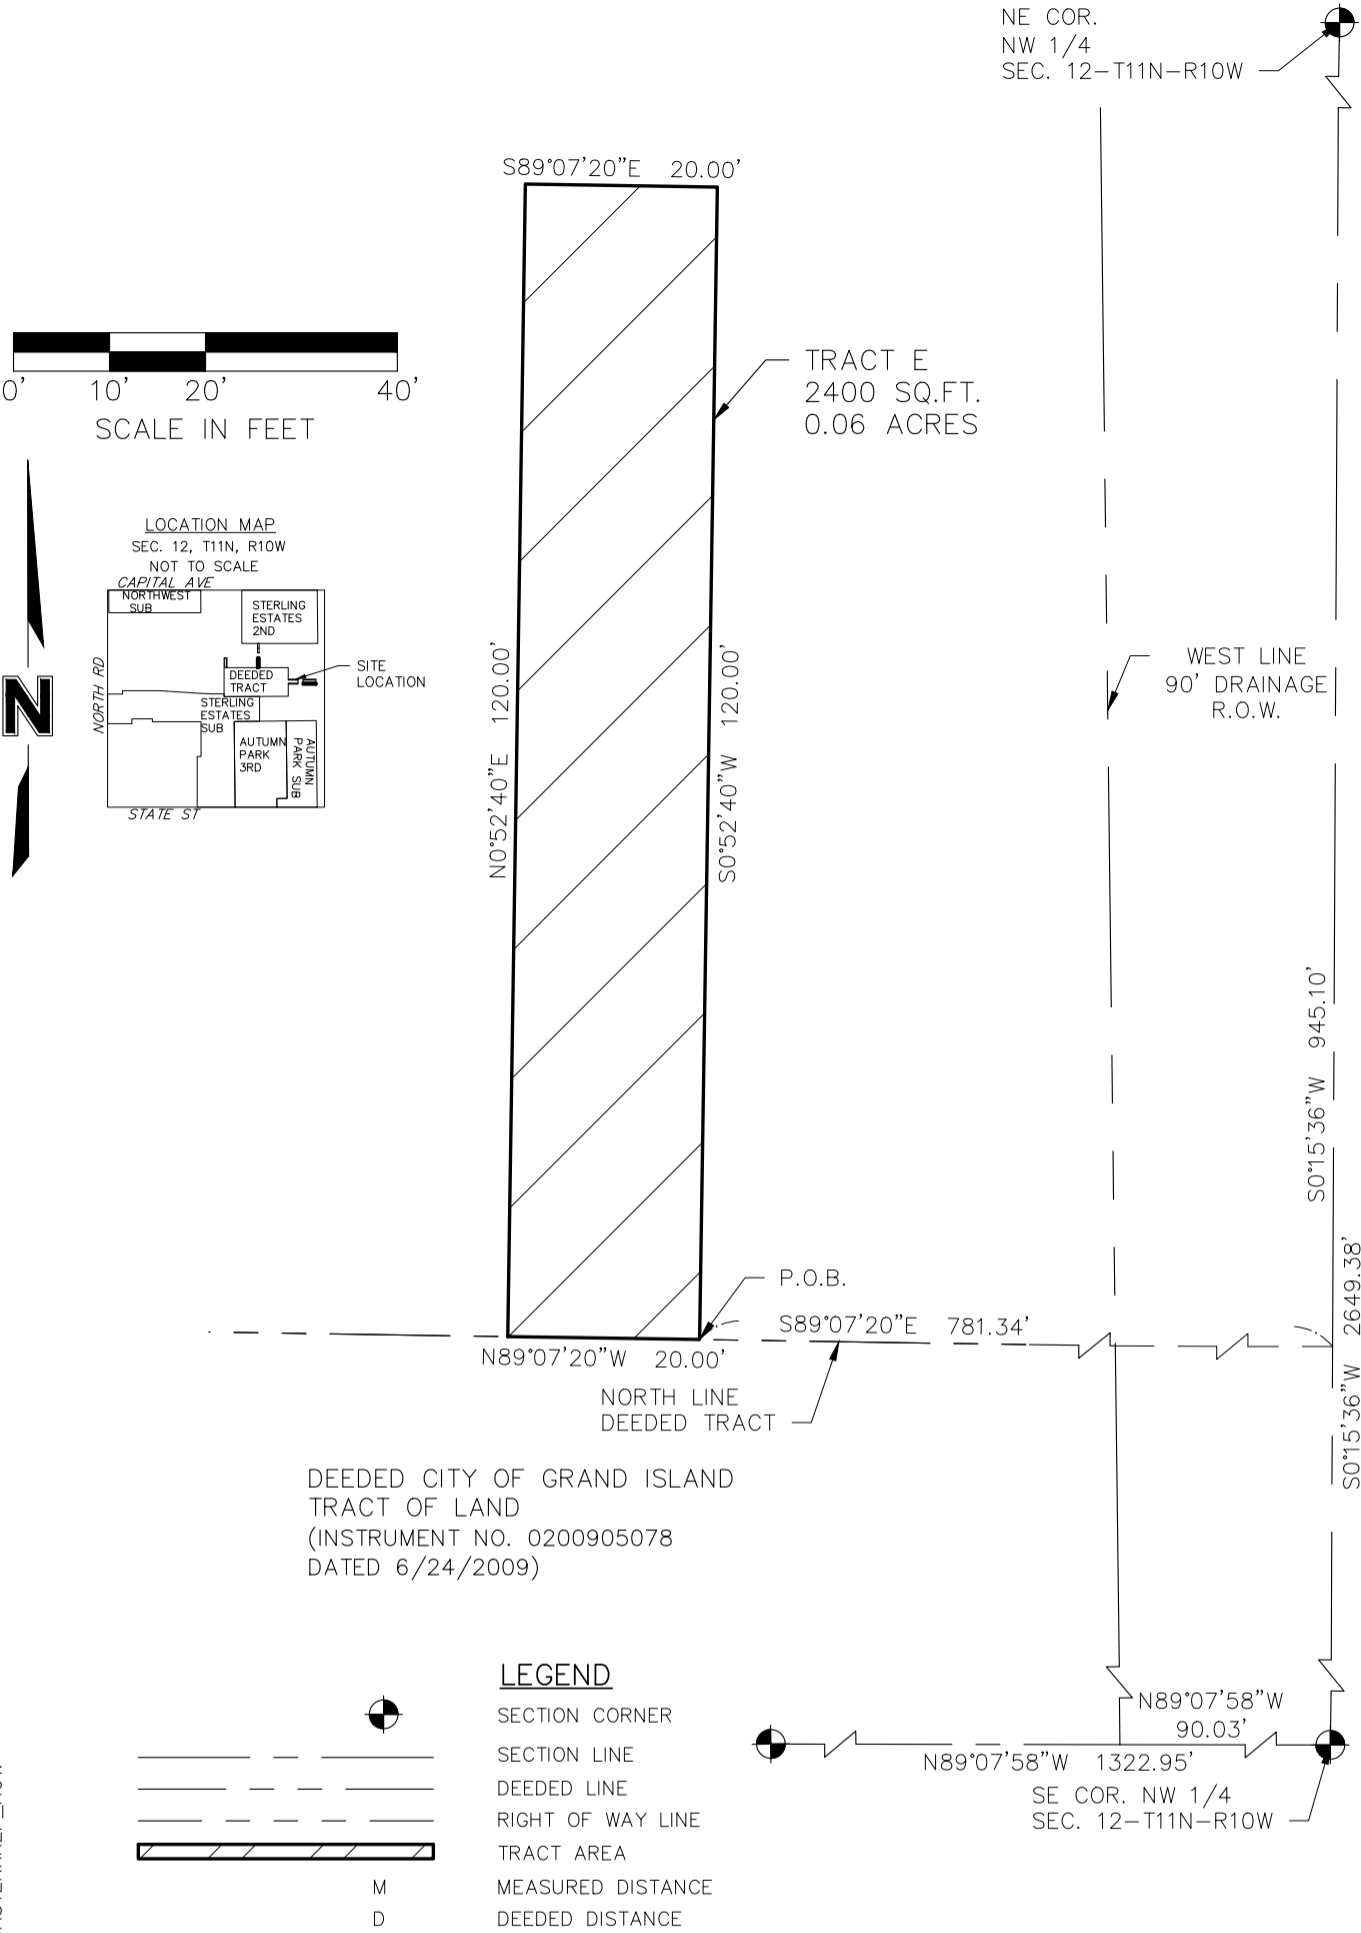 NE COR.
NW 1/4
SEC. 12-T11N-R10W
S89°07'20"E 20.00'
0' 10' 20' 40'
SCALE IN FEET
TRACT E
2400 SQ.FT.
0.06 ACRES
LOCATION MAP
SEC. 12, T11N, R10W
NOT TO SCALE
CAPITAL AVE
NORTHWEST
SUB
STERLING
ESTATES
2ND
NORTH RD
DEEDED
TRACT
SITE
LOCATION
STERLING
ESTATES
SUB
AUTUMN
PARK
3RD
AUTUMN
PARK SUB
STATE ST
N
N0°52'40"E 120.00'
S0°52'40"W 120.00'
WEST LINE
90' DRAINAGE
R.O.W.
S0°15'36"W 945.10'
S0°15'36"W 2649.38'
P.O.B.
S89°07'20"E 781.34'
N89°07'20"W 20.00'
NORTH LINE
DEEDED TRACT
DEEDED CITY OF GRAND ISLAND
TRACT OF LAND
(INSTRUMENT NO. 0200905078
DATED 6/24/2009)
N89°07'58"W
90.03'
N89°07'58"W 1322.95'
SE COR. NW 1/4
SEC. 12-T11N-R10W
LEGEND
SECTION CORNER
SECTION LINE
DEEDED LINE
RIGHT OF WAY LINE
TRACT AREA
M MEASURED DISTANCE
D DEEDED DISTANCE